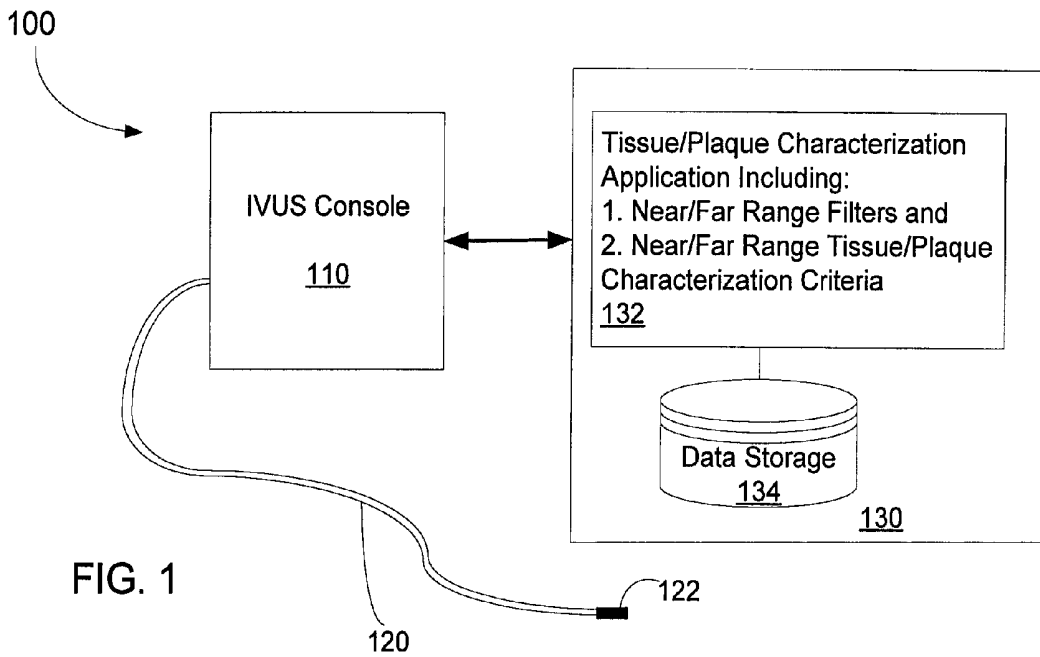 100
IVUS Console
110
Tissue/Plaque Characterization
Application Including:
1. Near/Far Range Filters and
2. Near/Far Range Tissue/Plaque
Characterization Criteria
132
Data Storage
134
130
FIG. 1
120
122